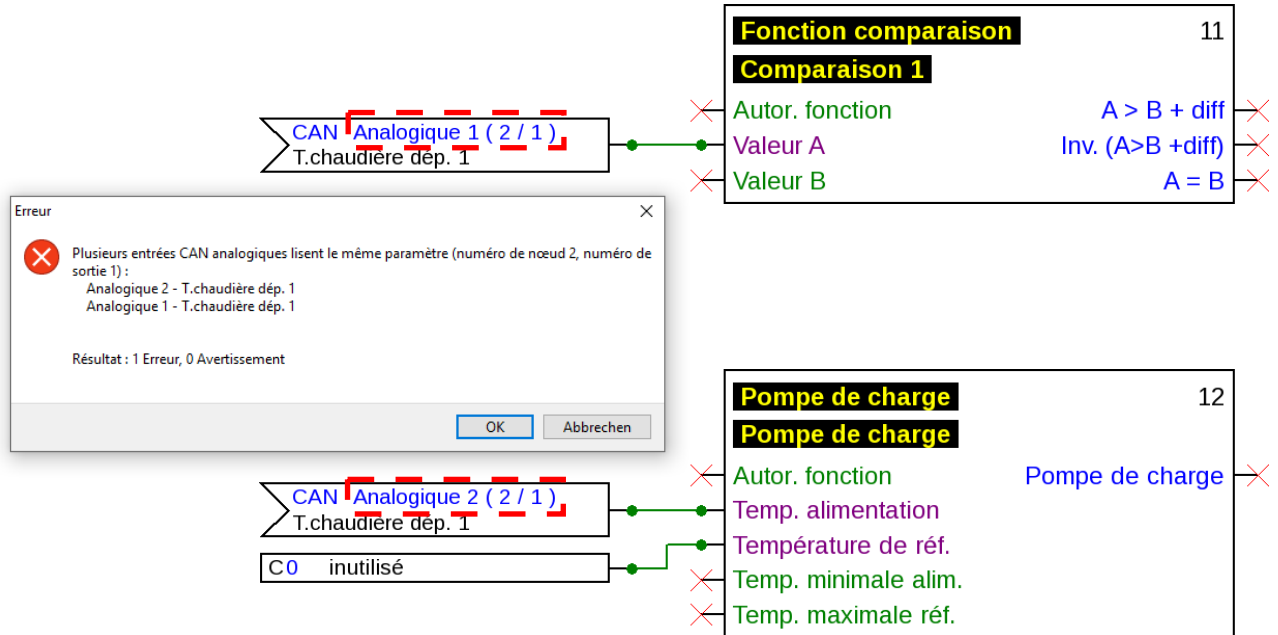 Fonction comparaison 11
Comparaison 1
Autor. fonction A > B + diff
CAN Analogique 1 ( 2 / 1 )
T.chaudière dép. 1
Valeur A Inv. (A>B +diff)
Valeur B A = B
Erreur
Plusieurs entrées CAN analogiques lisent le même paramètre (numéro de nœud 2, numéro de
sortie 1) :
Analogique 2 - T.chaudière dép. 1
Analogique 1 - T.chaudière dép. 1
Résultat : 1 Erreur, 0 Avertissement
OK Abbrechen
Pompe de charge 12
Pompe de charge
Autor. fonction Pompe de charge
CAN Analogique 2 ( 2 / 1 )
T.chaudière dép. 1
Temp. alimentation
Température de réf.
C0 inutilisé
Temp. minimale alim.
Temp. maximale réf.